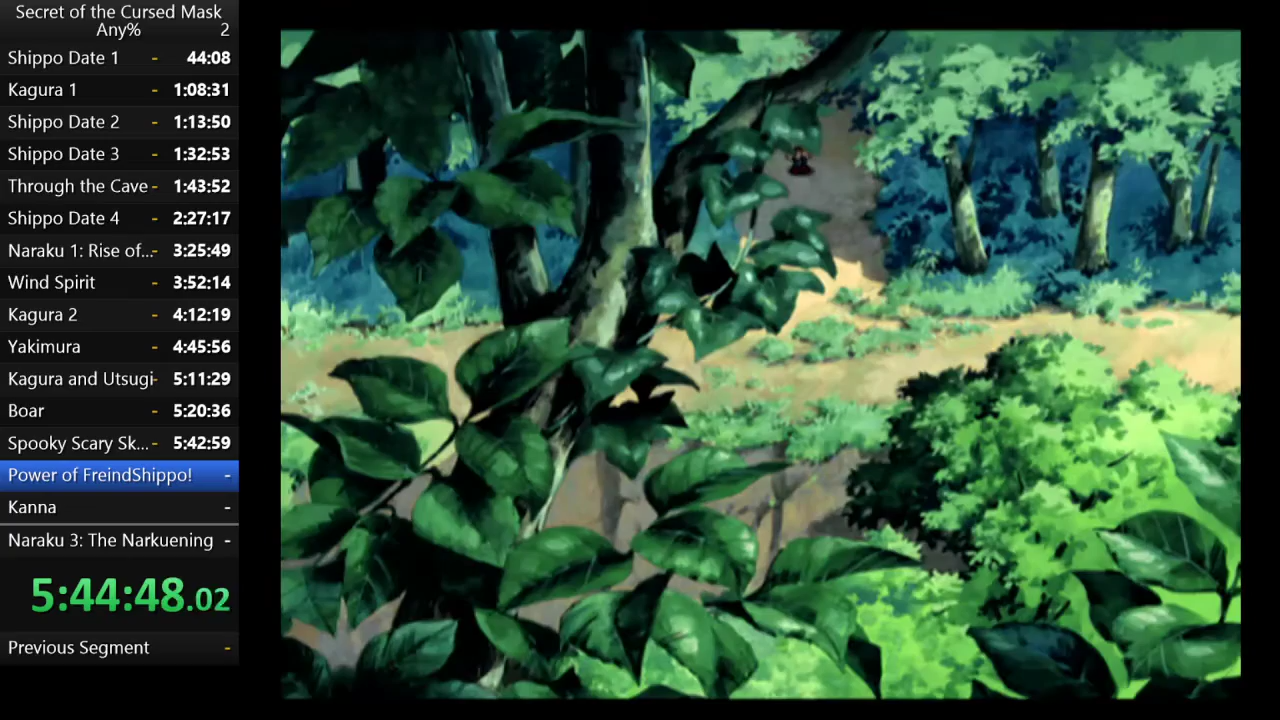 Secret of the Cursed Mask
Any% 2
Shippo Date 1 - 44:08
Kagura 1 - 1:08:31
Shippo Date 2 - 1:13:50
Shippo Date 3 - 1:32:53
Through the Cave - 1:43:52
Shippo Date 4 - 2:27:17
Naraku 1: Rise of... - 3:25:49
Wind Spirit - 3:52:14
Kagura 2 - 4:12:19
Yakimura - 4:45:56
Kagura and Utsugi - 5:11:29
Boar - 5:20:36
Spooky Scary Sk... - 5:42:59
Power of FreindShippo! -
Kanna -
Naraku 3: The Narkuening -
5:44:48.02
Previous Segment -